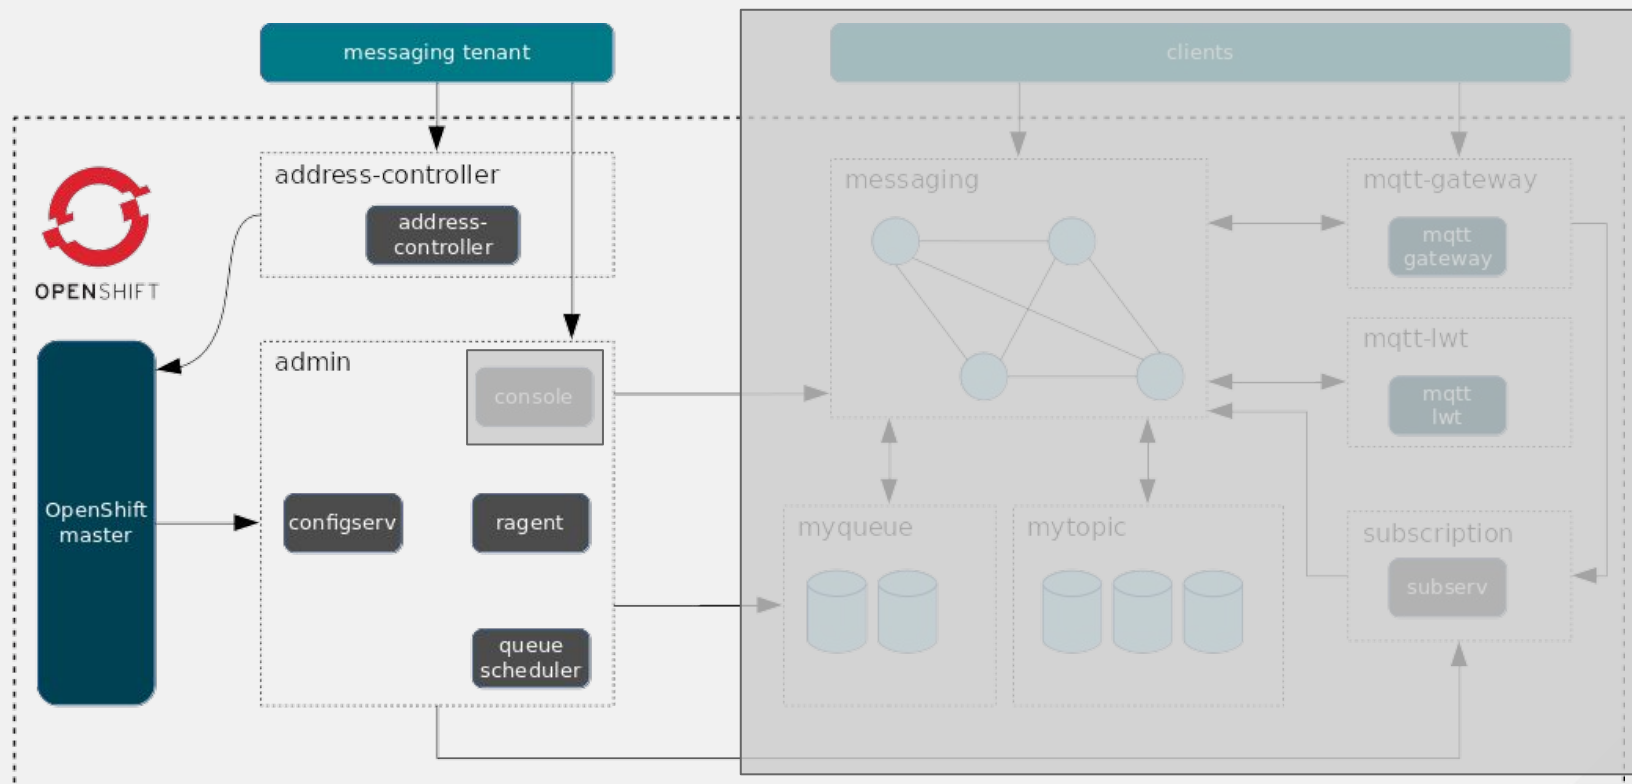 messaging tenant
clients
address-controller
address-
controller
OPENSHIFT
messaging
mqtt-gateway
mqtt
gateway
admin
console
mqtt-lwt
mqtt
lwt
OpenShift
master
configserv
ragent
queue
scheduler
myqueue
mytopic
subscription
subserv